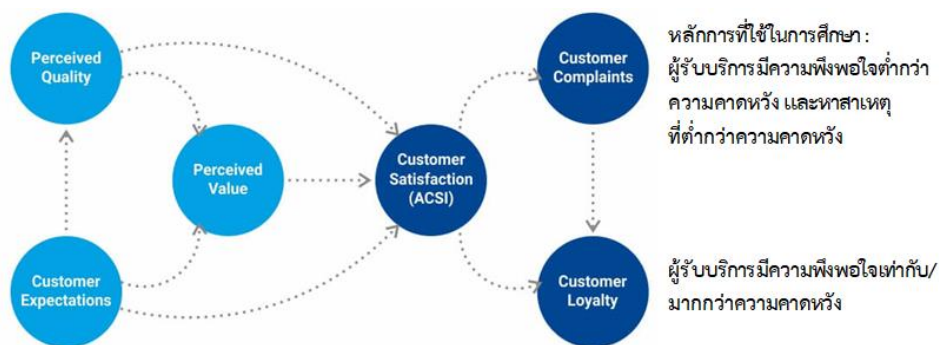 Perceived
Quality
Customer
Complaints
หลักการที่ใช้ในการศึกษา :
ผู้รับบริการมีความพึงพอใจต่ำกว่า
ความคาดหวัง และหาสาเหตุ
ที่ต่ำกว่าความคาดหวัง
Perceived
Value
Customer
Satisfaction
(ACSI)
Customer
Expectations
Customer
Loyalty
ผู้รับบริการมีความพึงพอใจเท่ากับ/
มากกว่าความคาดหวัง